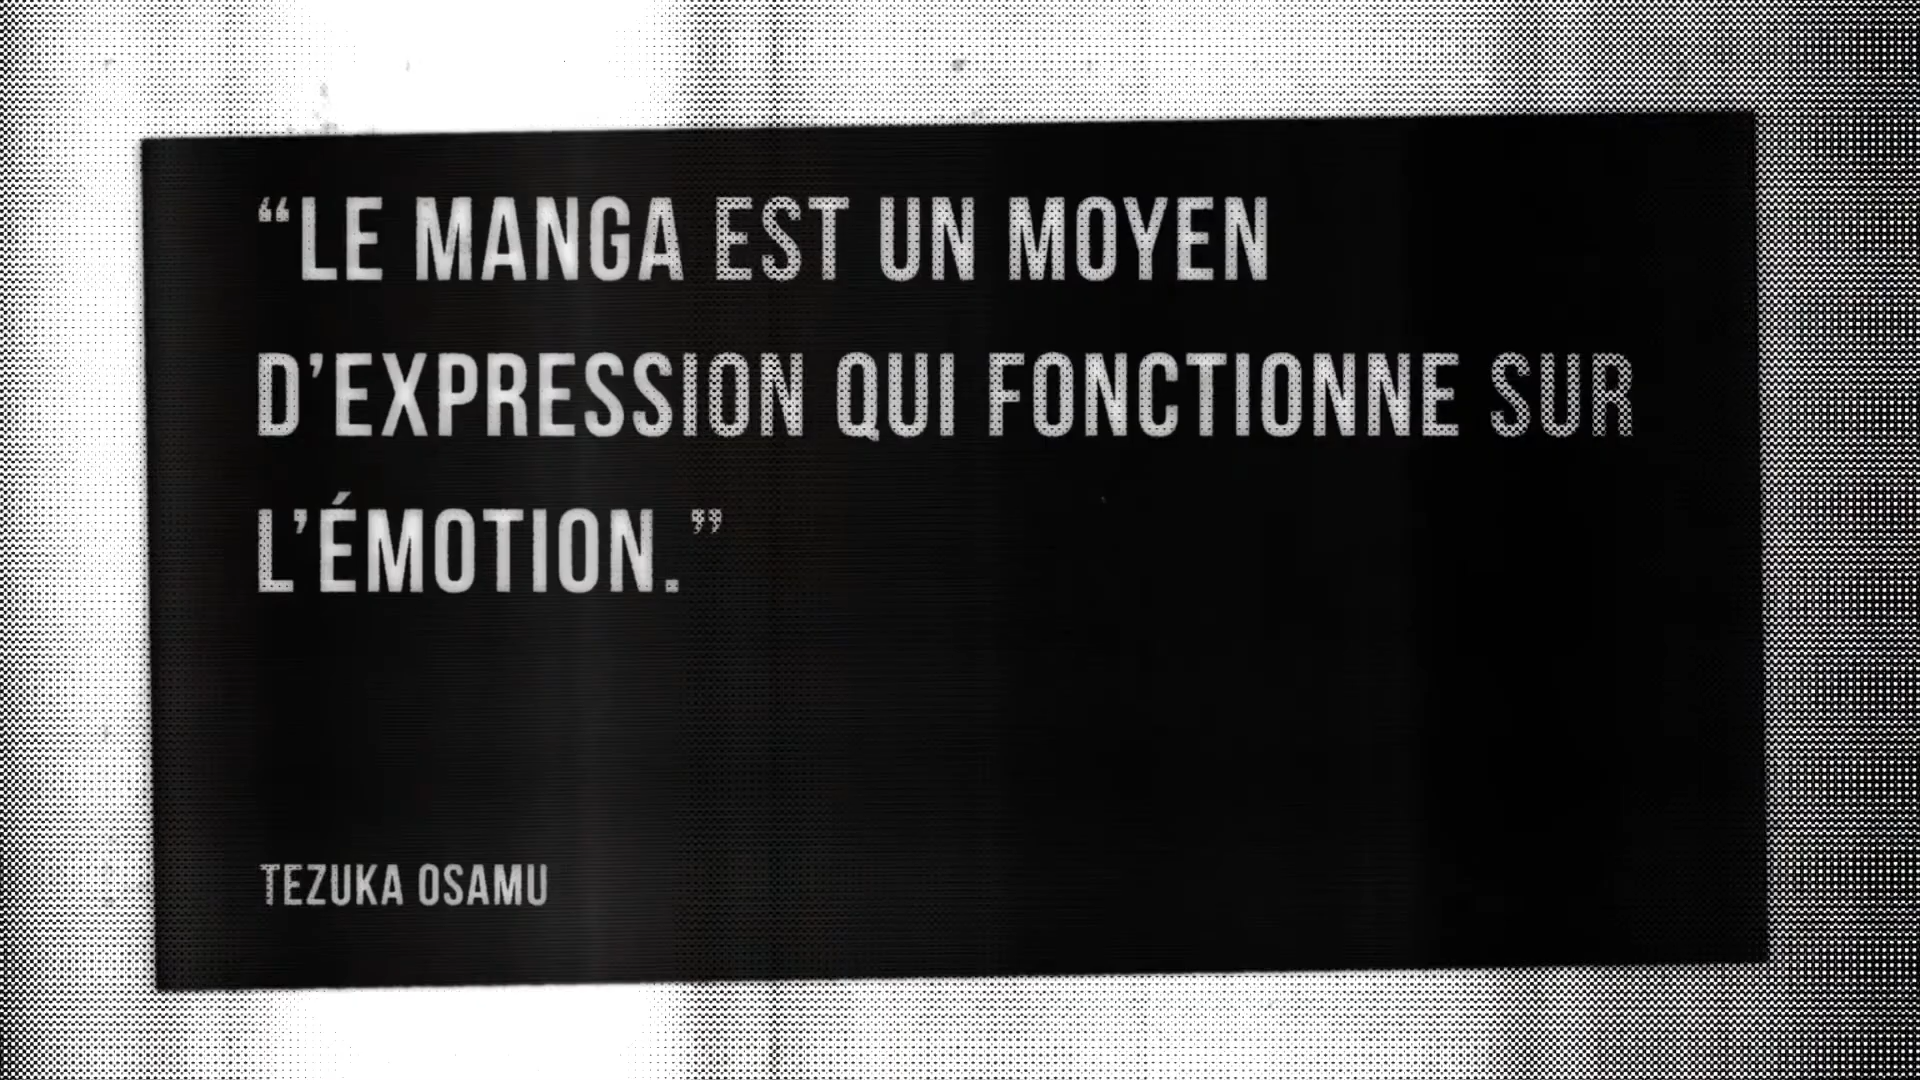 “LE MANGA EST UN MOYEN
D’EXPRESSION QUI FONCTIONNE SUR
L’ÉMOTION.”
TEZUKA OSAMU